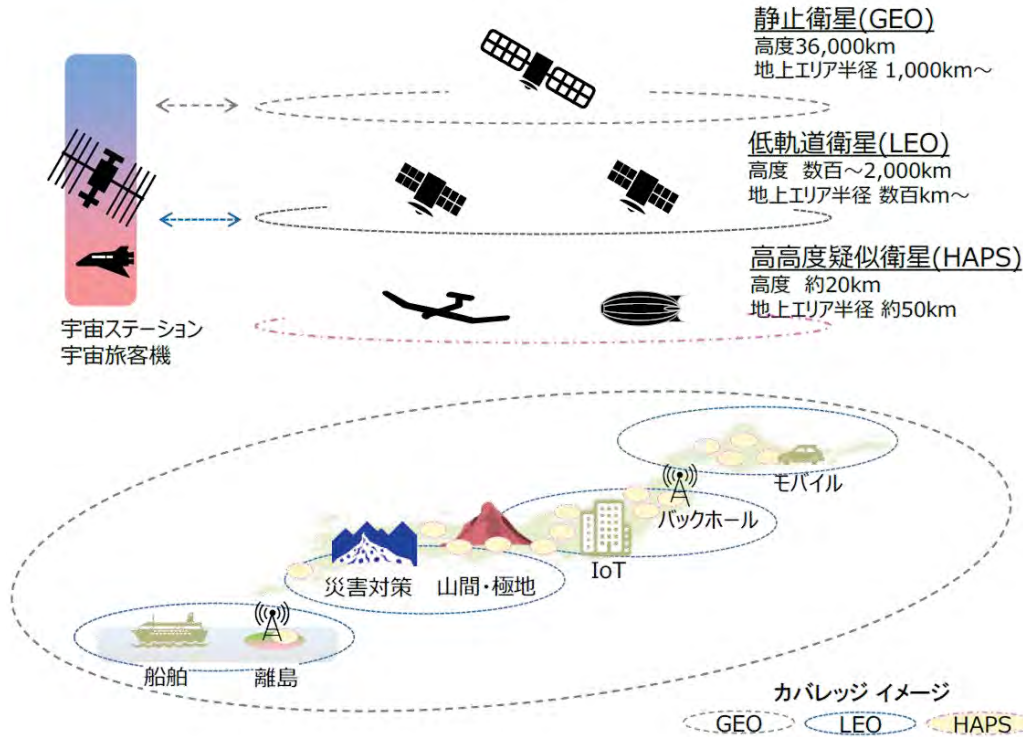 静止衛星(GEO)
高度36,000km
地上エリア半径 1,000km～
低軌道衛星(LEO)
高度 数百～2,000km
地上エリア半径 数百km～
高高度疑似衛星(HAPS)
高度 約20km
地上エリア半径 約50km
宇宙ステーション
宇宙旅客機
モバイル
バックホール
IoT
災害対策
山間・極地
船舶
離島
カバレッジ イメージ
GEO
LEO
HAPS